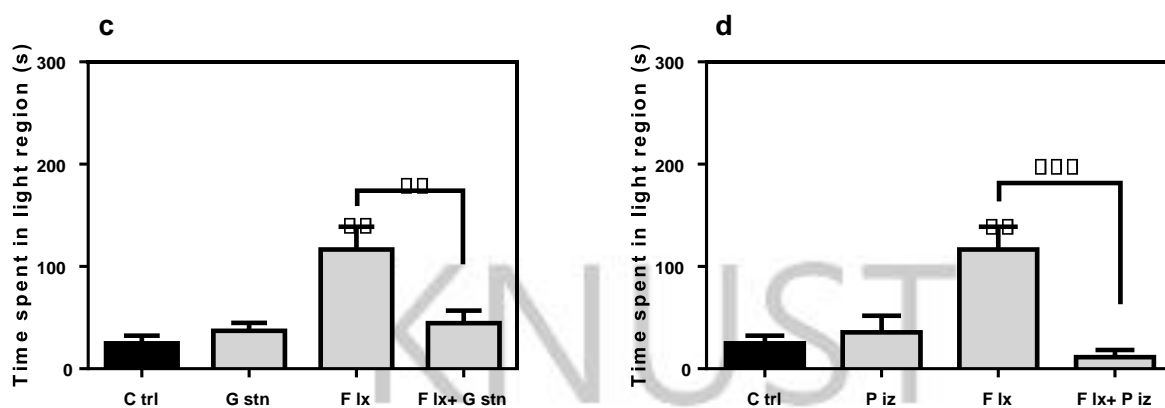 c
Time spent in light region (s)
300
200
100
0
▯▯
▯▯
C trl G stn F lx F lx+ G stn
d
Time spent in light region (s)
300
200
100
0
▯▯▯
▯▯
C trl P iz F lx F lx+ P iz
KNUST